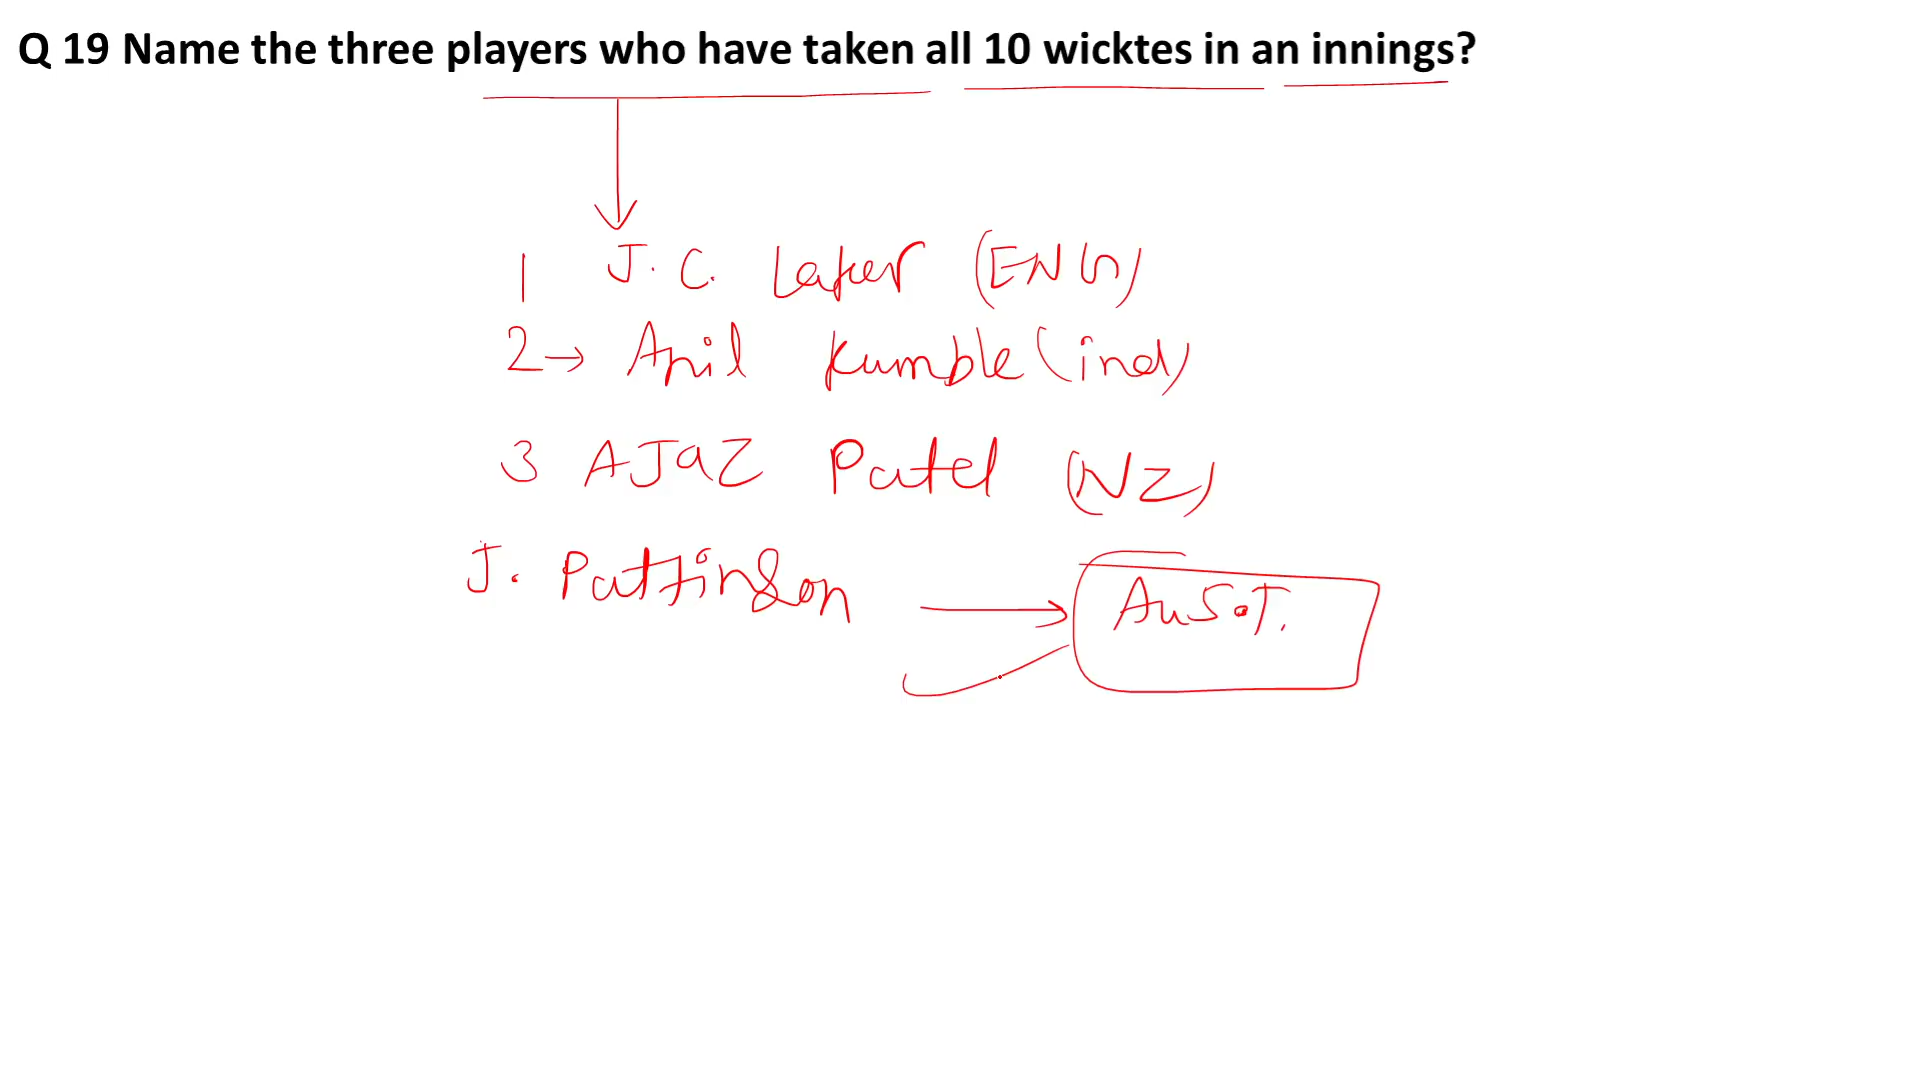 Q 19 Name the three players who have taken all 10 wicktes in an innings?
1 J. C. Laker (ENG)
2→ Anil Kumble (ind)
3 AJaZ Patel (NZ)
J. Pattinson → AuS.T.